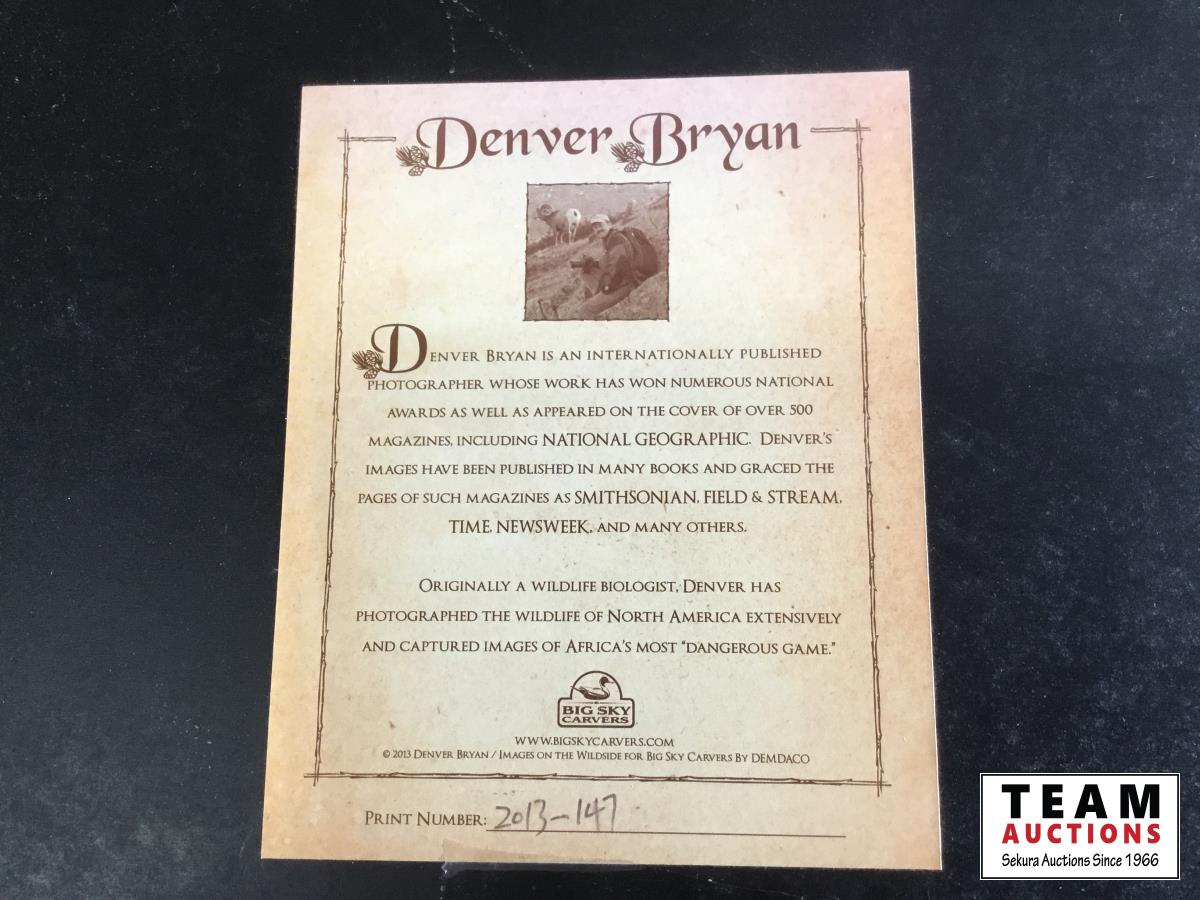 Denver Bryan
Denver Bryan is an internationally published
photographer whose work has won numerous national
awards as well as appeared on the cover of over 500
magazines, including NATIONAL GEOGRAPHIC. Denver's
images have been published in many books and graced the
pages of such magazines as SMITHSONIAN, FIELD & STREAM,
TIME, NEWSWEEK, and many others.
Originally a wildlife biologist, Denver has
photographed the wildlife of North America extensively
and captured images of Africa's most "dangerous game."
BIG SKY
CARVERS
www.bigskycarvers.com
© 2013 Denver Bryan / Images on the Wildside for Big Sky Carvers By DEMDACO
Print Number: 2013-147
TEAM
AUCTIONS
Sekura Auctions Since 1966